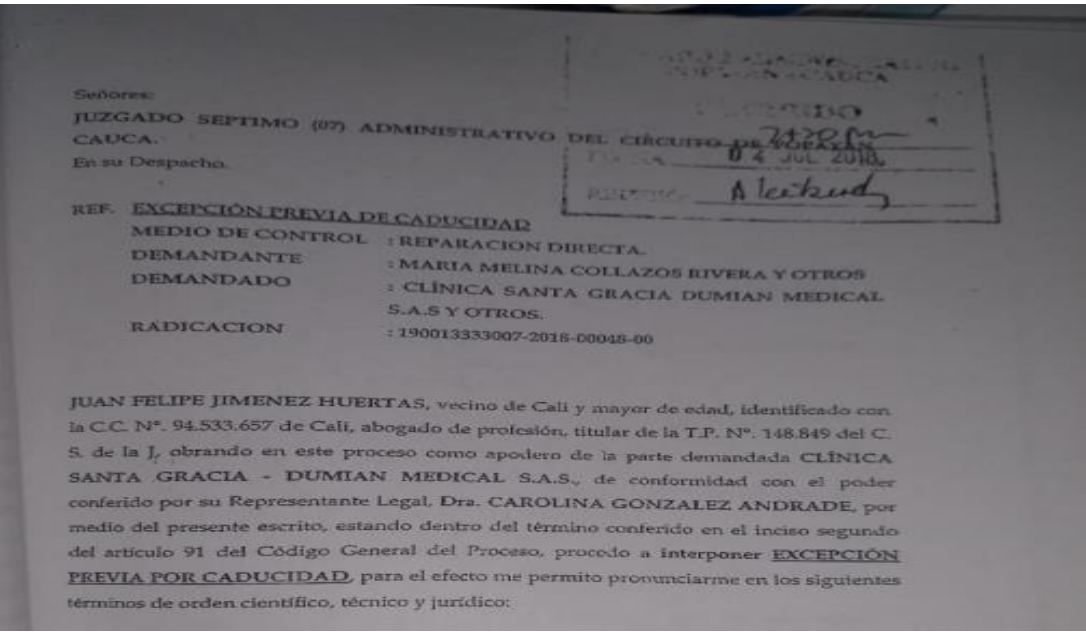 CAUCA
Señores:
JUZGADO SEPTIMO (07) ADMINISTRATIVO DEL CIRCUITO DE POPAYÁN
CAUCA.
En su Despacho.
04 JUL 2018
REF. EXCEPCIÓN PREVIA DE CADUCIDAD
MEDIO DE CONTROL : REPARACION DIRECTA.
DEMANDANTE : MARIA MELINA COLLAZOS RIVERA Y OTROS
DEMANDADO : CLÍNICA SANTA GRACIA DUMIAN MEDICAL
S.A.S Y OTROS.
RADICACION : 190013333007-2018-00048-00
JUAN FELIPE JIMENEZ HUERTAS, vecino de Cali y mayor de edad, identificado con
la C.C. N°. 94.533.657 de Cali, abogado de profesión, titular de la T.P. N°. 148.849 del C.
S. de la J, obrando en este proceso como apodero de la parte demandada CLÍNICA
SANTA GRACIA - DUMIAN MEDICAL S.A.S., de conformidad con el poder
conferido por su Representante Legal, Dra. CAROLINA GONZALEZ ANDRADE, por
medio del presente escrito, estando dentro del término conferido en el inciso segundo
del artículo 91 del Código General del Proceso, procedo a interponer EXCEPCIÓN
PREVIA POR CADUCIDAD, para el efecto me permito pronunciarme en los siguientes
términos de orden científico, técnico y jurídico: